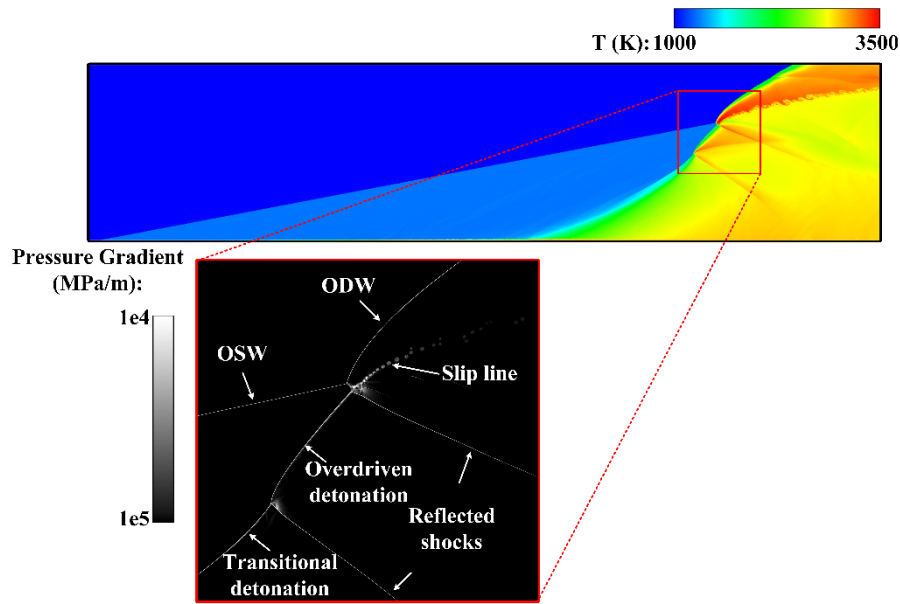 T (K): 1000 3500
Pressure Gradient
(MPa/m):
1e4
1e5
ODW
OSW
Slip line
Overdriven
detonation
Reflected
shocks
Transitional
detonation